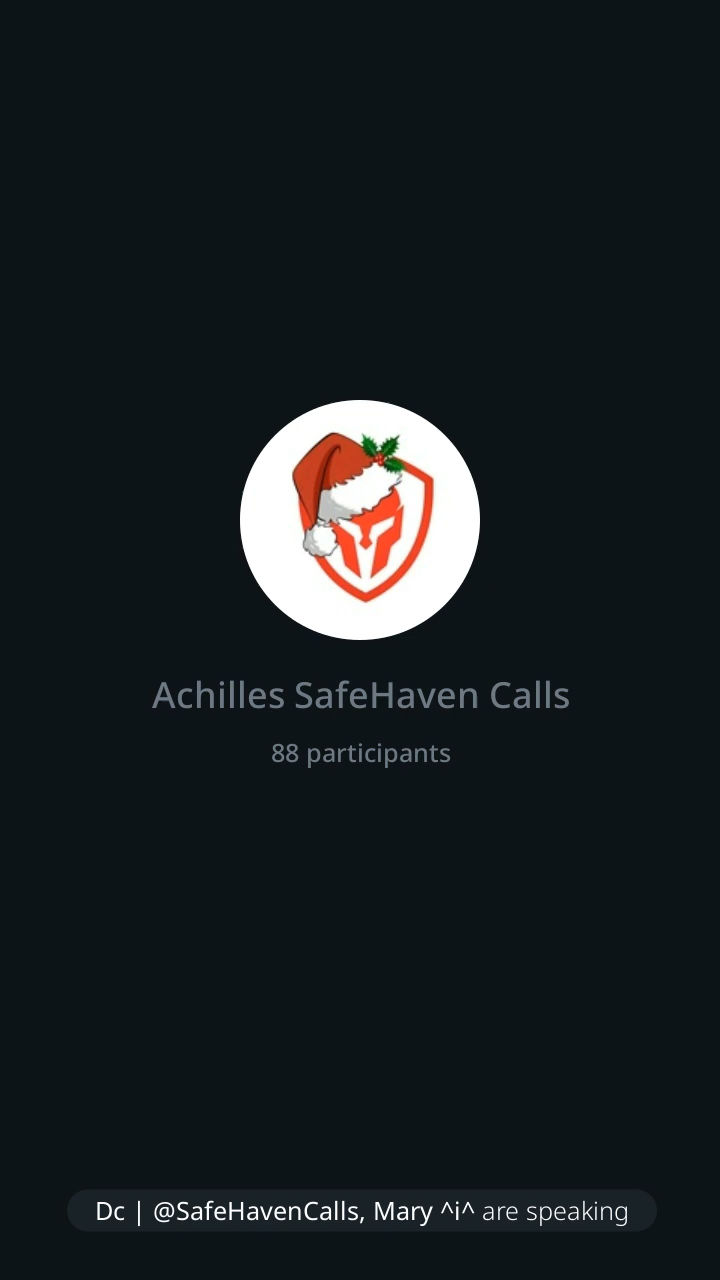 Achilles SafeHaven Calls
88 participants
Dc | @SafeHavenCalls, Mary ^i^ are speaking